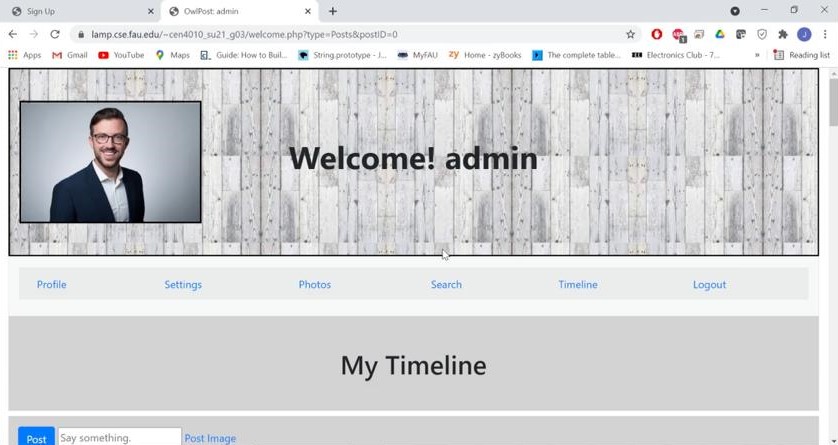 Sign Up
OwlPost: admin
lamp.cse.fau.edu/~cen4010_su21_g03/welcome.php?type=Posts&postID=0
Apps Gmail YouTube Maps Guide: How to Buil... String.prototype - J... MyFAU zy Home - zyBooks The complete table... Electronics Club - 7... » Reading list
Welcome! admin
Profile Settings Photos Search Timeline Logout
My Timeline
Post Say something. Post Image